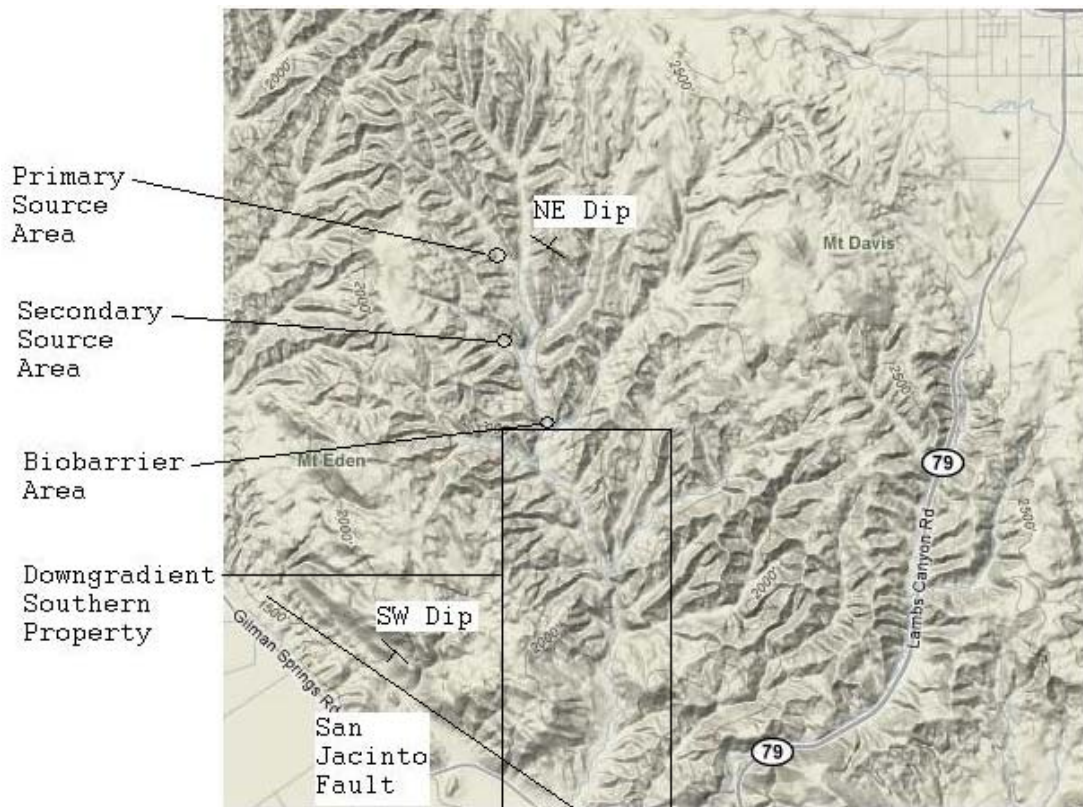 2000'
2500'
Primary
Source
Area
NE Dip
Mt Davis
2000'
Secondary
Source
Area
2500'
Biobarrier
Area
Mt Eden
79
2500'
2000'
Downgradient
Southern
Property
2000'
1500'
SW Dip
2000'
Gilman Springs Rd
Lambs Canyon Rd
San
Jacinto
Fault
79